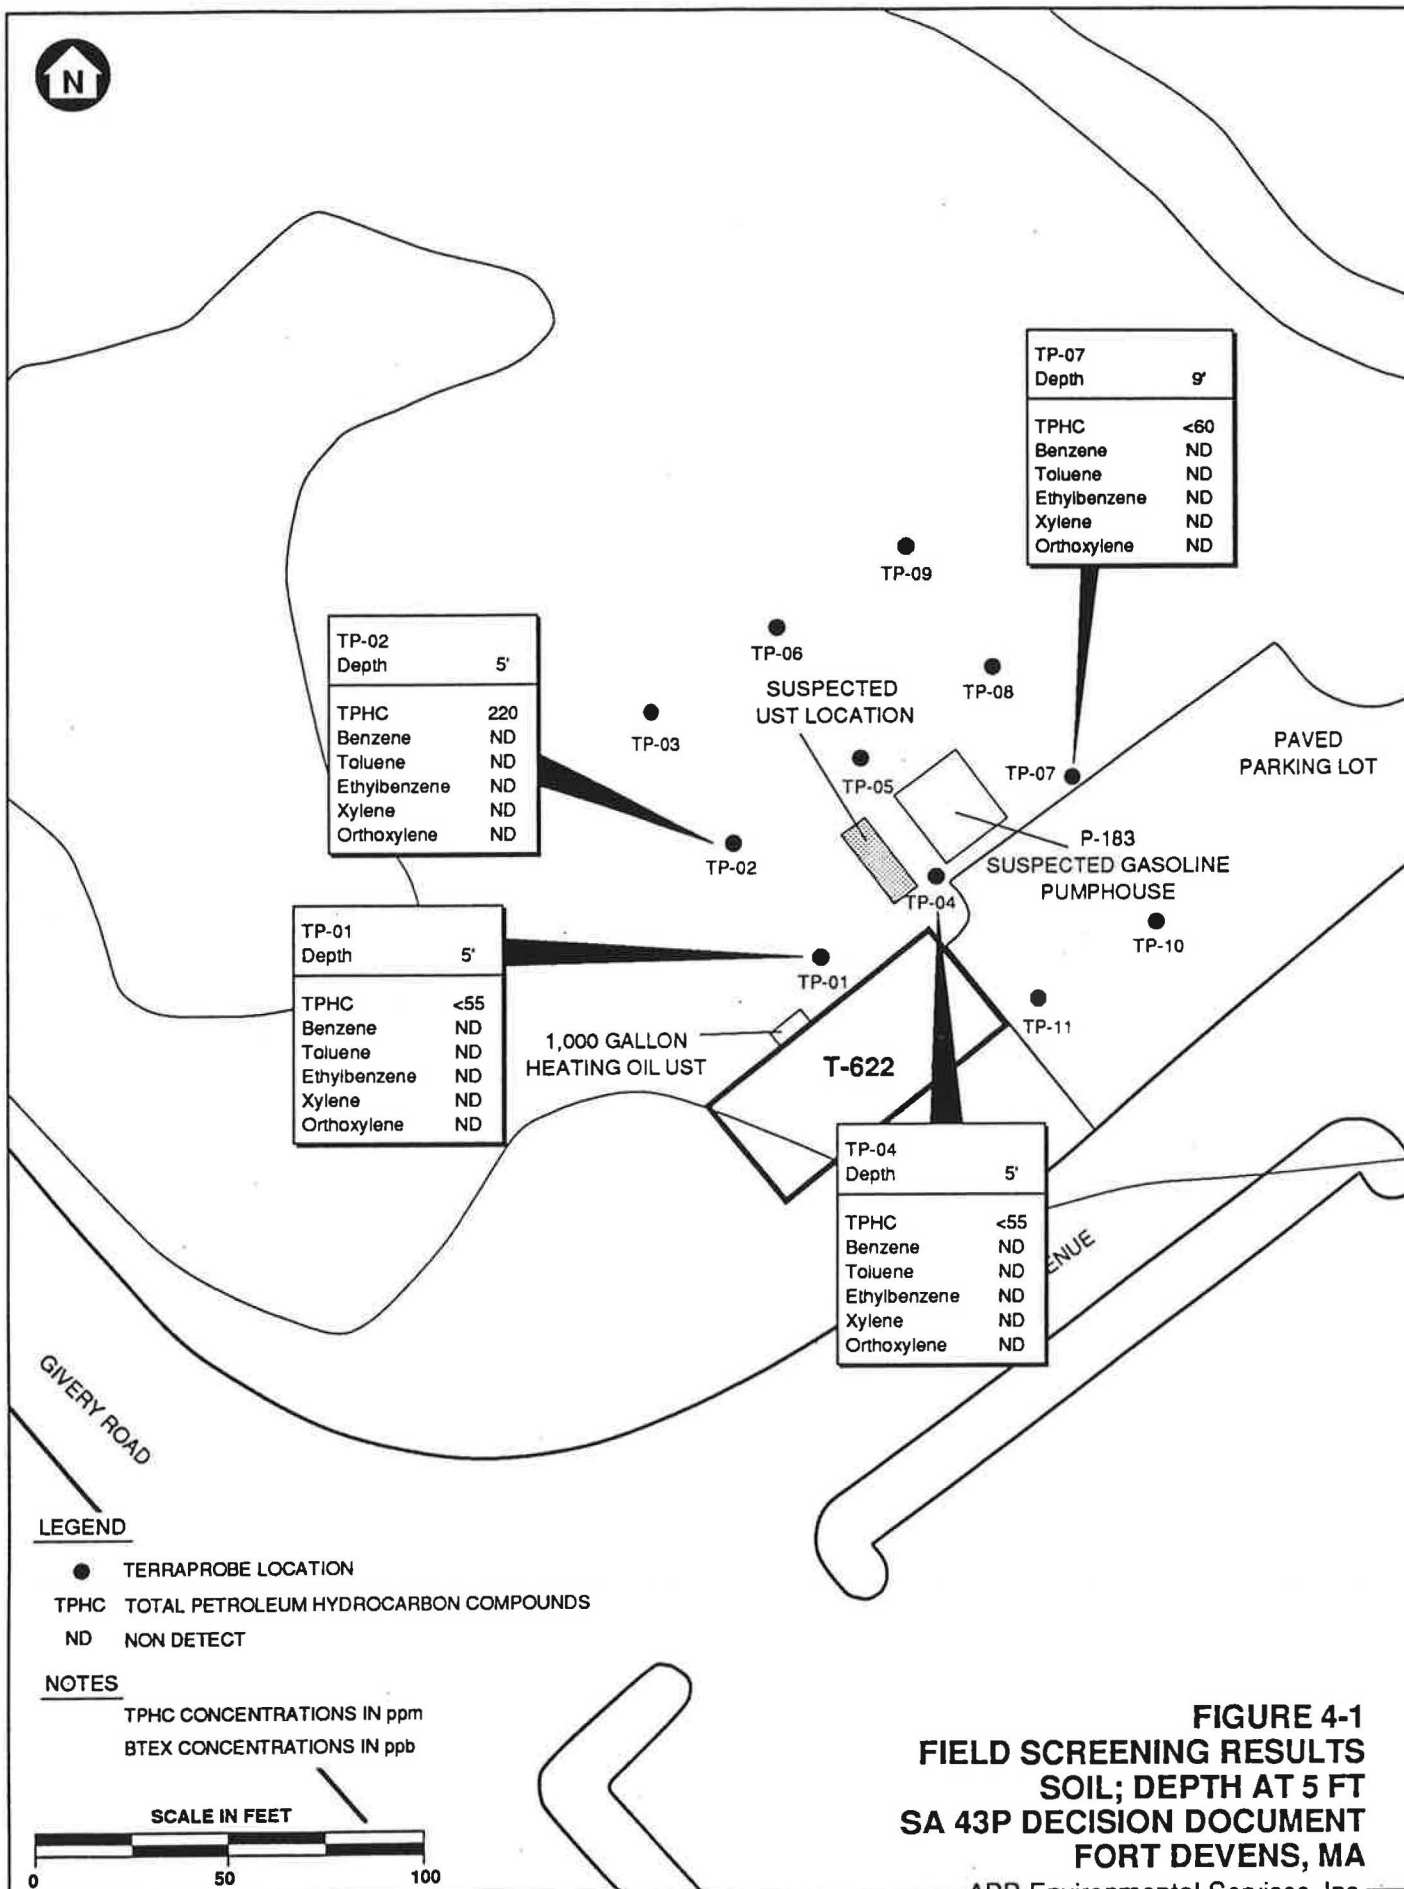 N
TP-07
Depth 9'
TPHC <60
Benzene ND
Toluene ND
Ethylbenzene ND
Xylene ND
Orthoxylene ND
TP-09
TP-02
Depth 5'
TPHC 220
Benzene ND
Toluene ND
Ethylbenzene ND
Xylene ND
Orthoxylene ND
TP-06
TP-08
SUSPECTED
UST LOCATION
TP-03
PAVED
PARKING LOT
TP-05
TP-07
P-183
SUSPECTED GASOLINE
PUMPHOUSE
TP-02
TP-04
TP-10
TP-01
Depth 5'
TPHC <55
Benzene ND
Toluene ND
Ethylbenzene ND
Xylene ND
Orthoxylene ND
TP-01
TP-11
1,000 GALLON
HEATING OIL UST
T-622
TP-04
Depth 5'
TPHC <55
Benzene ND
Toluene ND
Ethylbenzene ND
Xylene ND
Orthoxylene ND
ENUE
GIVERY ROAD
LEGEND
TERRAPROBE LOCATION
TPHC TOTAL PETROLEUM HYDROCARBON COMPOUNDS
ND NON DETECT
NOTES
TPHC CONCENTRATIONS IN ppm
BTEX CONCENTRATIONS IN ppb
SCALE IN FEET
0 50 100
FIGURE 4-1
FIELD SCREENING RESULTS
SOIL; DEPTH AT 5 FT
SA 43P DECISION DOCUMENT
FORT DEVENS, MA
Environmental Services, Inc.